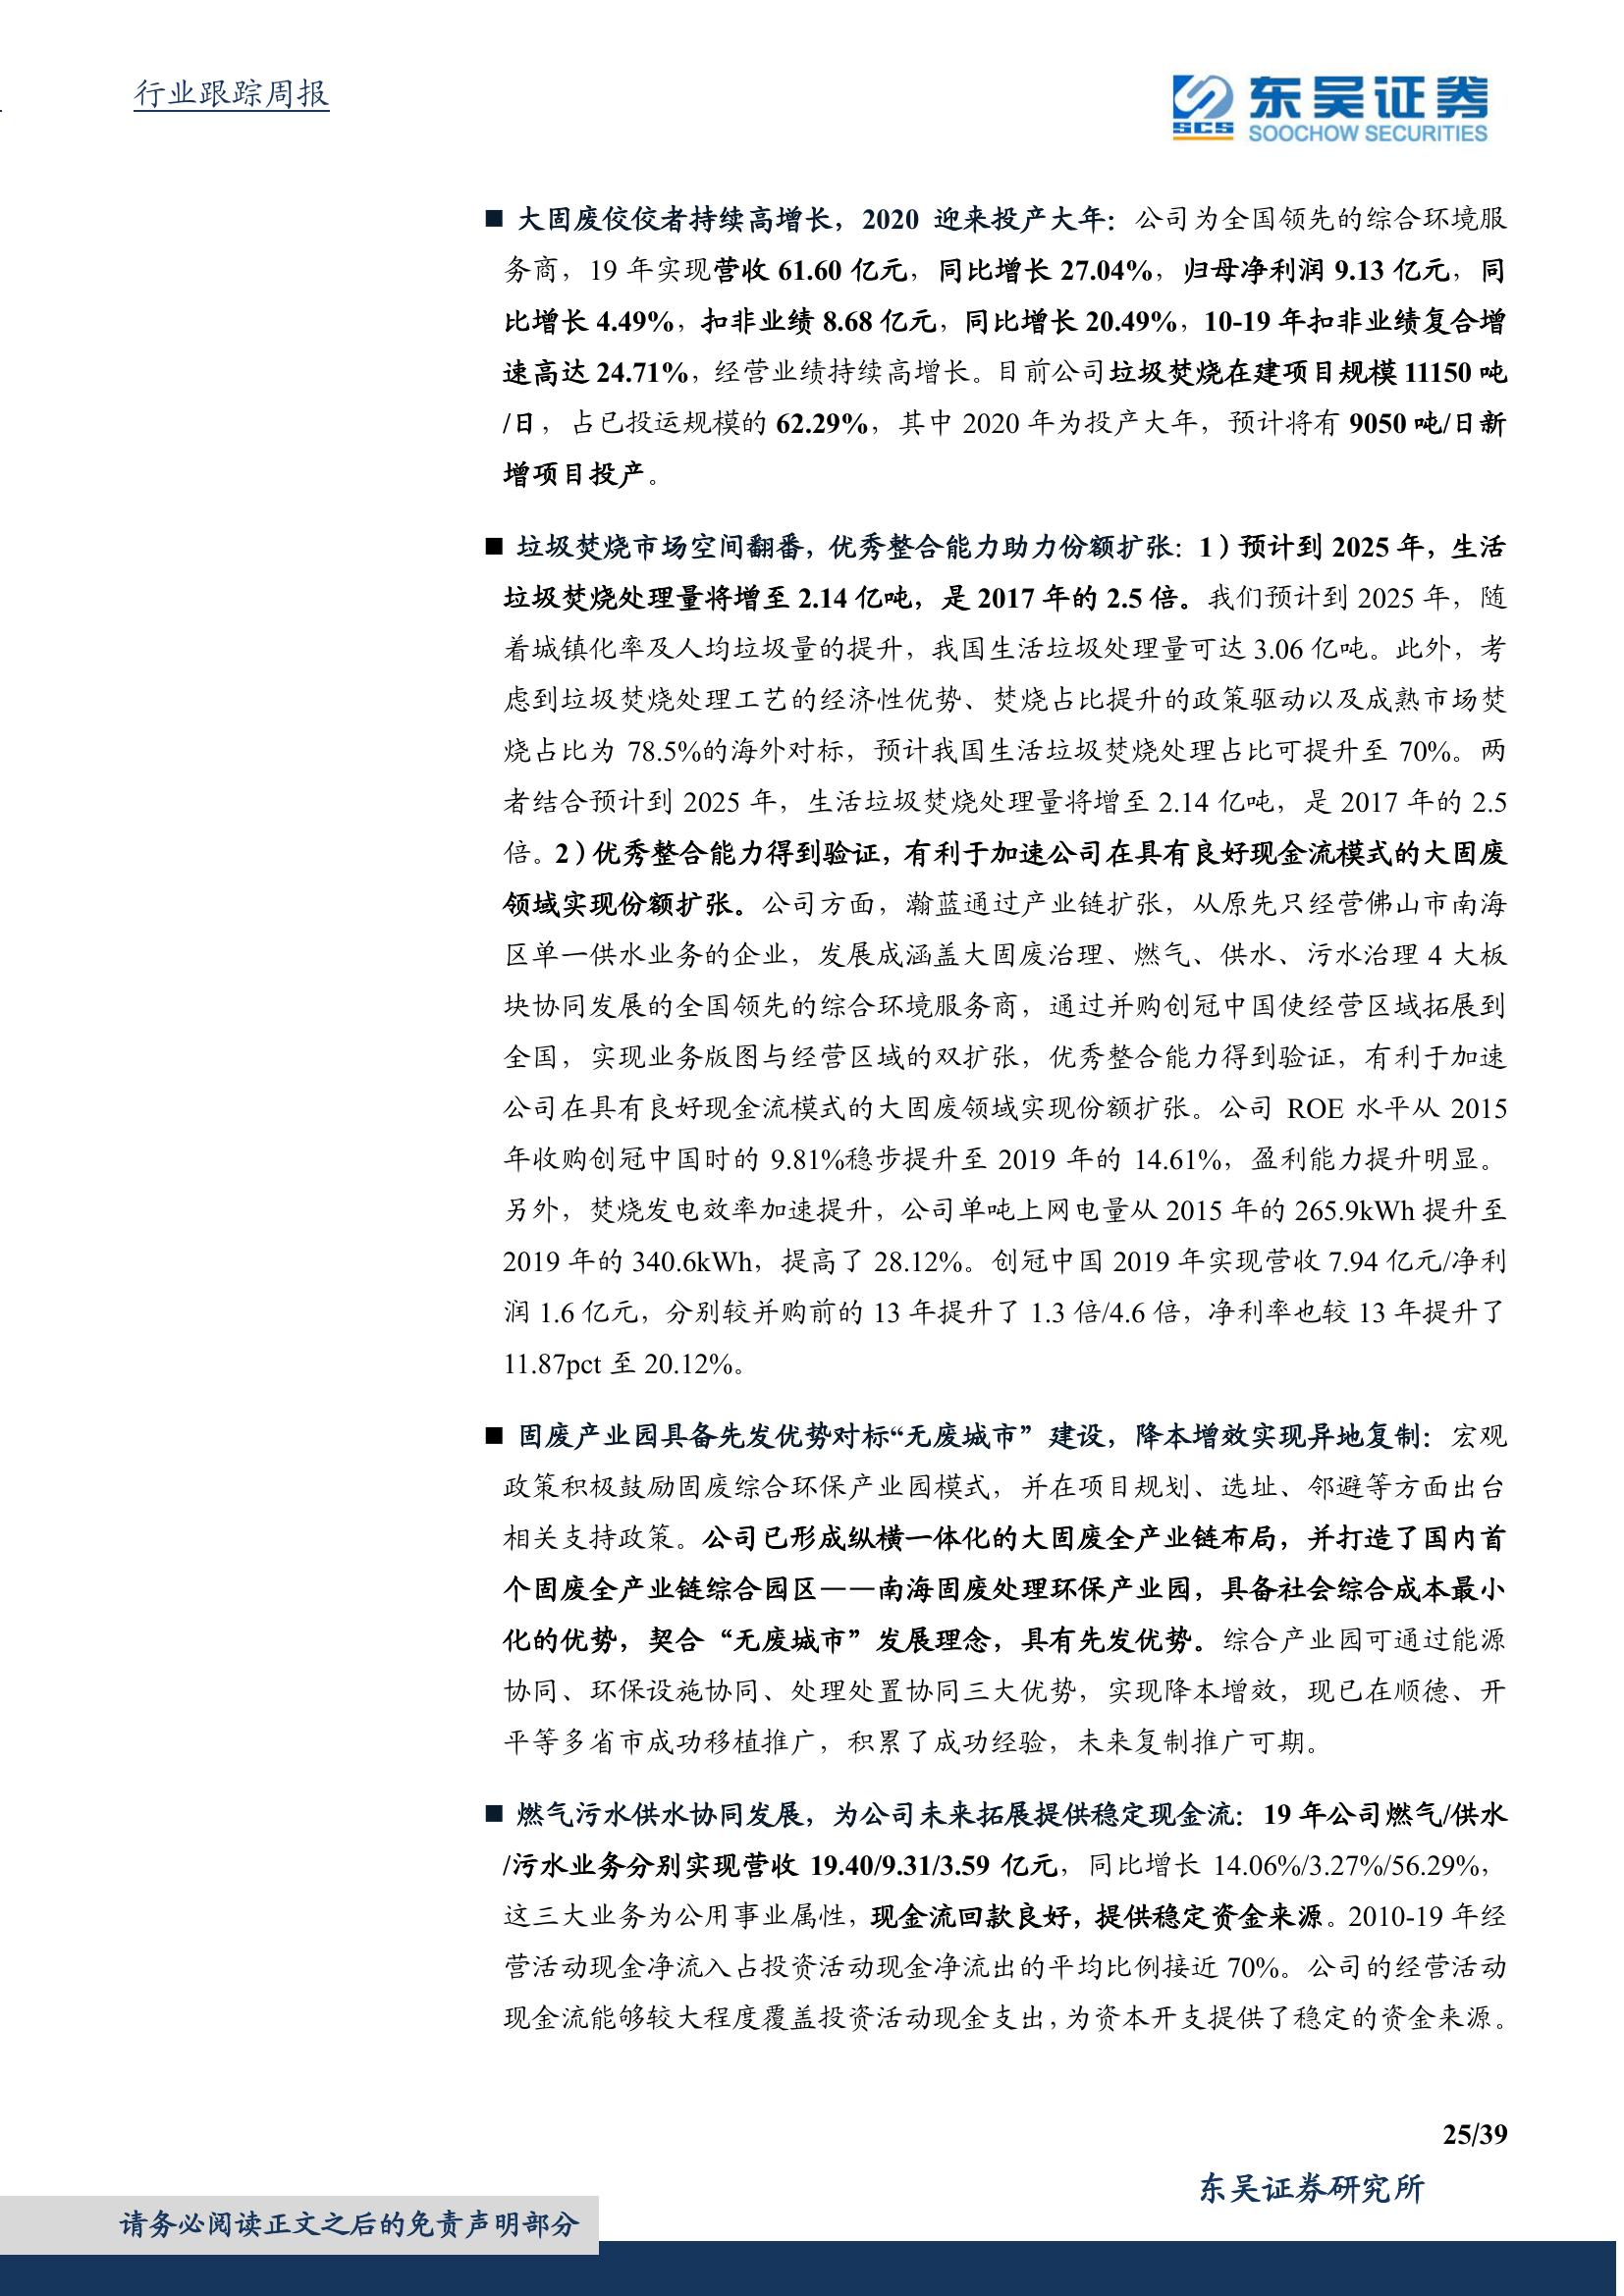 行业跟踪周报
SCS
东吴证券
SOOCHOW SECURITIES
■ 大固废佼佼者持续高增长，2020 迎来投产大年：公司为全国领先的综合环境服
务商，19 年实现营收 61.60 亿元，同比增长 27.04%，归母净利润 9.13 亿元，同
比增长 4.49%，扣非业绩 8.68 亿元，同比增长 20.49%，10-19 年扣非业绩复合增
速高达 24.71%，经营业绩持续高增长。目前公司垃圾焚烧在建项目规模 11150 吨
/日，占已投运规模的 62.29%，其中 2020 年为投产大年，预计将有 9050 吨/日新
增项目投产。
■ 垃圾焚烧市场空间翻番，优秀整合能力助力份额扩张：1）预计到 2025 年，生活
垃圾焚烧处理量将增至 2.14 亿吨，是 2017 年的 2.5 倍。我们预计到 2025 年，随
着城镇化率及人均垃圾量的提升，我国生活垃圾处理量可达 3.06 亿吨。此外，考
虑到垃圾焚烧处理工艺的经济性优势、焚烧占比提升的政策驱动以及成熟市场焚
烧占比为 78.5%的海外对标，预计我国生活垃圾焚烧处理占比可提升至 70%。两
者结合预计到 2025 年，生活垃圾焚烧处理量将增至 2.14 亿吨，是 2017 年的 2.5
倍。2）优秀整合能力得到验证，有利于加速公司在具有良好现金流模式的大固废
领域实现份额扩张。公司方面，瀚蓝通过产业链扩张，从原先只经营佛山市南海
区单一供水业务的企业，发展成涵盖大固废治理、燃气、供水、污水治理 4 大板
块协同发展的全国领先的综合环境服务商，通过并购创冠中国使经营区域拓展到
全国，实现业务版图与经营区域的双扩张，优秀整合能力得到验证，有利于加速
公司在具有良好现金流模式的大固废领域实现份额扩张。公司 ROE 水平从 2015
年收购创冠中国时的 9.81%稳步提升至 2019 年的 14.61%，盈利能力提升明显。
另外，焚烧发电效率加速提升，公司单吨上网电量从 2015 年的 265.9kWh 提升至
2019 年的 340.6kWh，提高了 28.12%。创冠中国 2019 年实现营收 7.94 亿元/净利
润 1.6 亿元，分别较并购前的 13 年提升了 1.3 倍/4.6 倍，净利率也较 13 年提升了
11.87pct 至 20.12%。
■ 固废产业园具备先发优势对标“无废城市”建设，降本增效实现异地复制：宏观
政策积极鼓励固废综合环保产业园模式，并在项目规划、选址、邻避等方面出台
相关支持政策。公司已形成纵横一体化的大固废全产业链布局，并打造了国内首
个固废全产业链综合园区——南海固废处理环保产业园，具备社会综合成本最小
化的优势，契合“无废城市”发展理念，具有先发优势。综合产业园可通过能源
协同、环保设施协同、处理处置协同三大优势，实现降本增效，现已在顺德、开
平等多省市成功移植推广，积累了成功经验，未来复制推广可期。
■ 燃气污水供水协同发展，为公司未来拓展提供稳定现金流：19 年公司燃气/供水
/污水业务分别实现营收 19.40/9.31/3.59 亿元，同比增长 14.06%/3.27%/56.29%，
这三大业务为公用事业属性，现金流回款良好，提供稳定资金来源。2010-19 年经
营活动现金净流入占投资活动现金净流出的平均比例接近 70%。公司的经营活动
现金流能够较大程度覆盖投资活动现金支出，为资本开支提供了稳定的资金来源。
25/39
东吴证券研究所
请务必阅读正文之后的免责声明部分